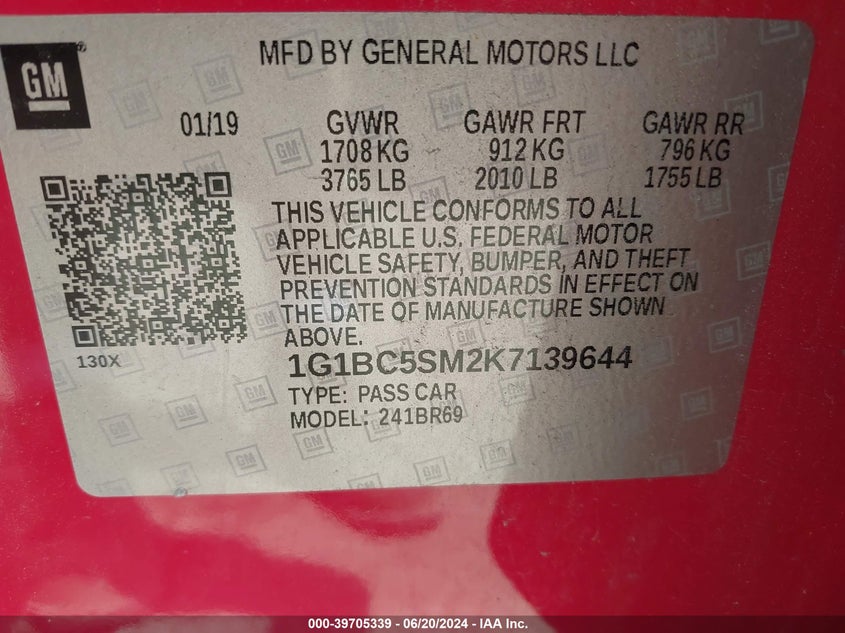 GM
MFD BY GENERAL MOTORS LLC
01/19 GVWR GAWR FRT GAWR RR
1708 KG 912 KG 796 KG
3765 LB 2010 LB 1755 LB
THIS VEHICLE CONFORMS TO ALL
APPLICABLE U.S. FEDERAL MOTOR
VEHICLE SAFETY, BUMPER, AND THEFT
PREVENTION STANDARDS IN EFFECT ON
THE DATE OF MANUFACTURE SHOWN
ABOVE.
130X
1G1BC5SM2K7139644
TYPE: PASS CAR
MODEL: 241BR69
000-39705339 - 06/20/2024 - IAA Inc.